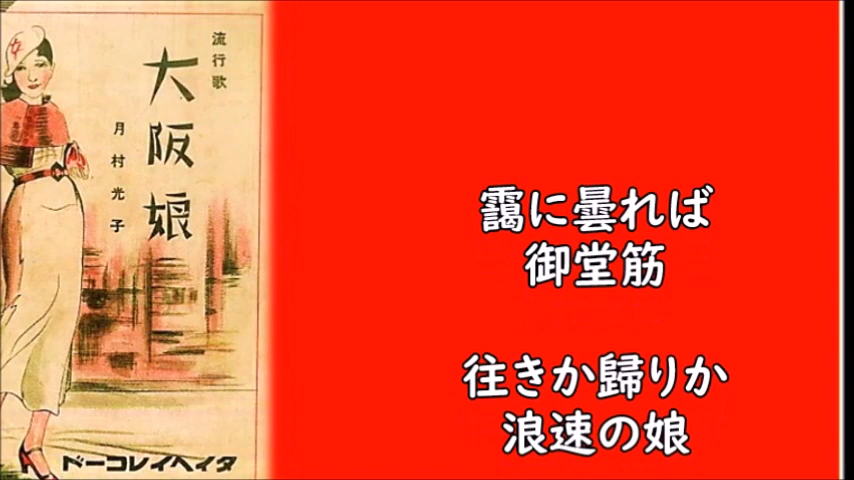 流行歌
大阪娘
月村光子
タイヘイレコード
靄に曇れば
御堂筋
往きか歸りか
浪速の娘